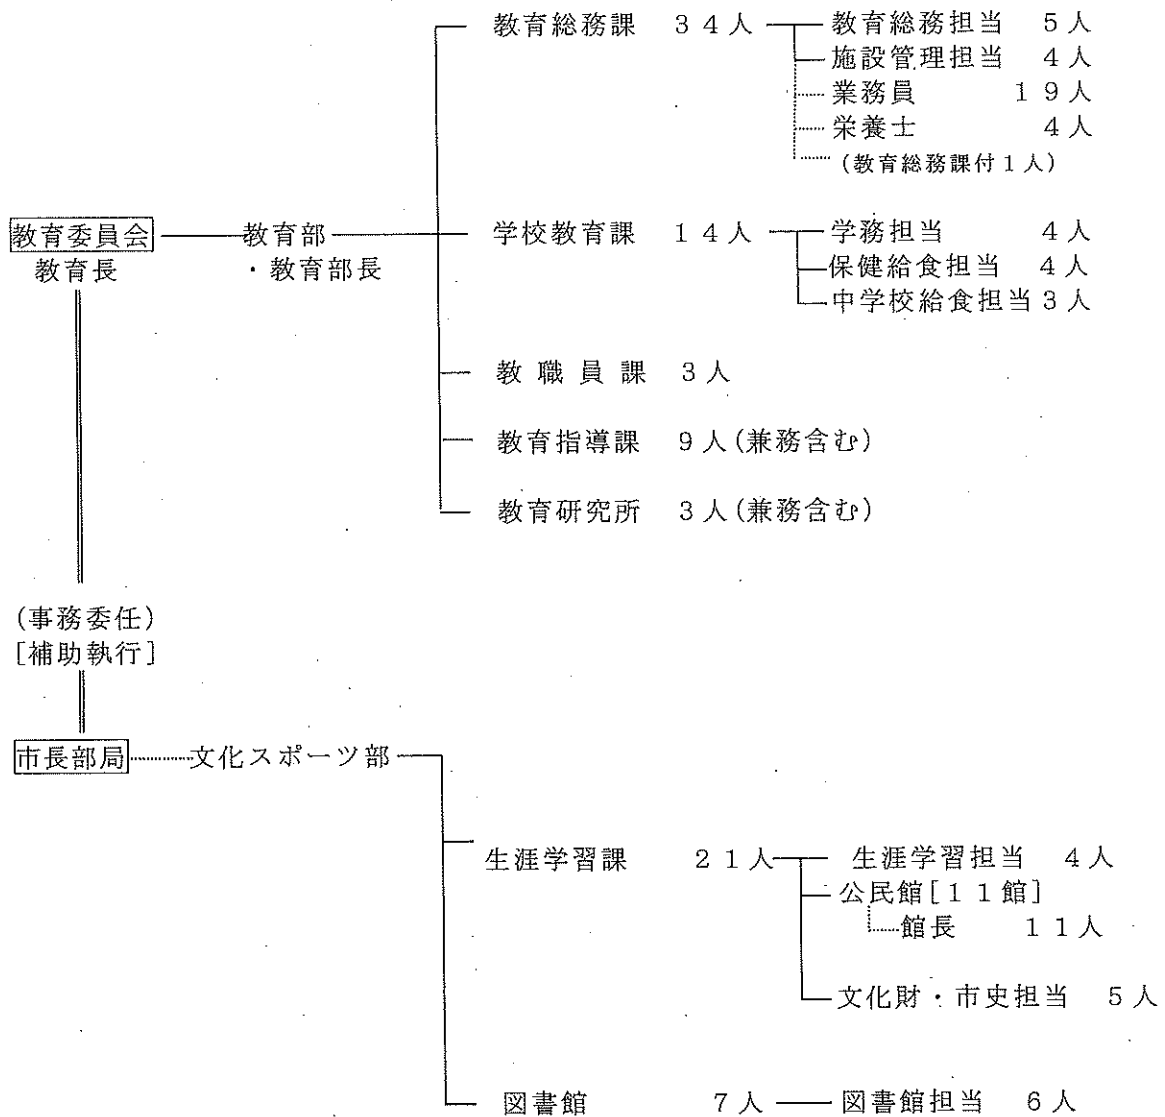 教育総務課 34人 教育総務担当 5人
施設管理担当 4人
業務員 19人
栄養士 4人
(教育総務課付1人)
教育委員会 教育部 学校教育課 14人 学務担当 4人
教育長 ・教育部長 保健給食担当 4人
中学校給食担当3人
教職員課 3人
教育指導課 9人(兼務含む)
教育研究所 3人(兼務含む)
(事務委任)
[補助執行]
市長部局 文化スポーツ部
生涯学習課 21人 生涯学習担当 4人
公民館[11館]
館長 11人
文化財・市史担当 5人
図書館 7人 図書館担当 6人